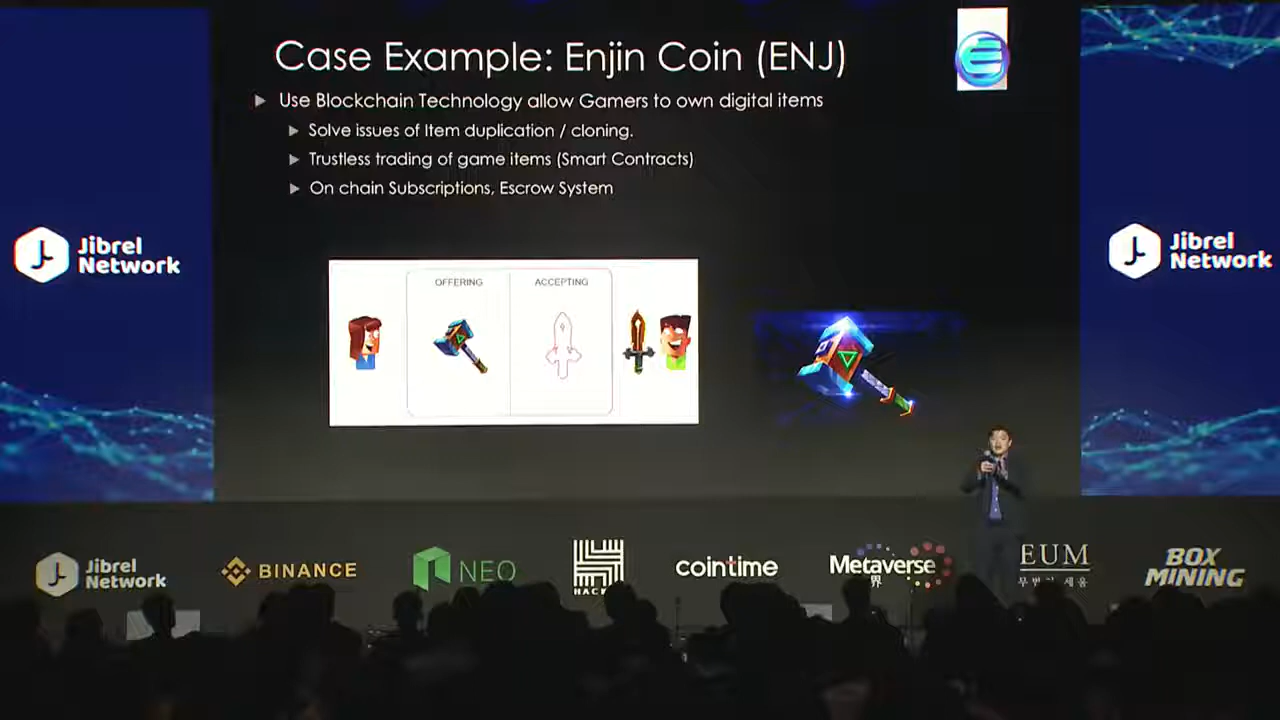 Case Example: Enjin Coin (ENJ)
Use Blockchain Technology allow Gamers to own digital items
Solve issues of Item duplication / cloning.
Trustless trading of game items (Smart Contracts)
On chain Subscriptions, Escrow System
OFFERING
ACCEPTING
Jibrel
Network
Jibrel
Network
Jibrel
Network
BINANCE
NEO
cointime
Metaverse
界
EUM
BOX
MINING